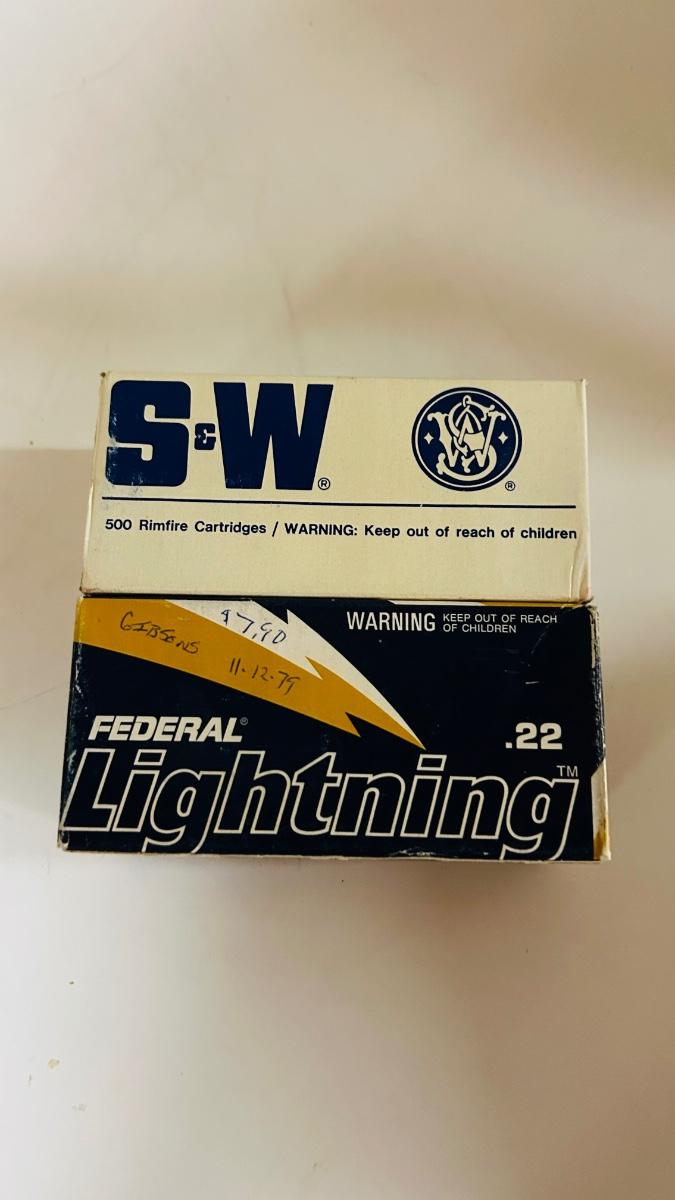 S&W®
®
500 Rimfire Cartridges / WARNING: Keep out of reach of children
GIBSONS $7.90
11-12-79
WARNING KEEP OUT OF REACH
OF CHILDREN
FEDERAL®
.22
Lightning™